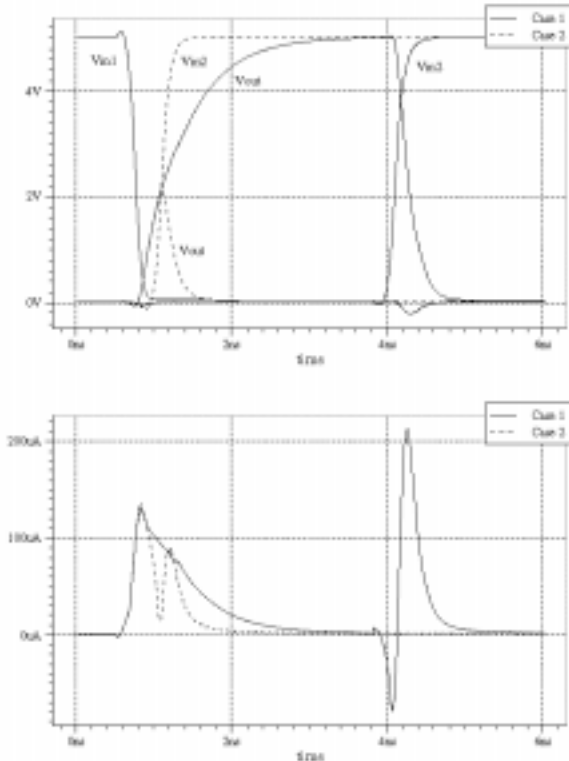 Case 1
Case 2
Vin1
Vin2
Vout
Vin2
4V
2V
Vout
0V
0ns
2ns
4ns
6ns
time
Case 1
Case 2
200uA
100uA
0uA
0ns
2ns
4ns
6ns
time